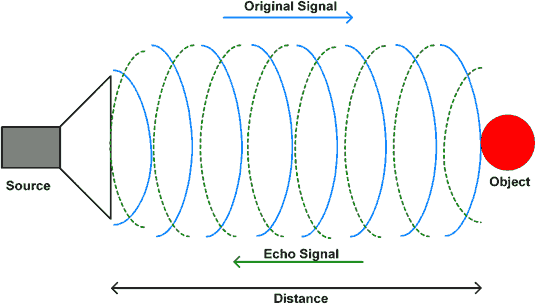 Original Signal
Source
Object
Echo Signal
Distance